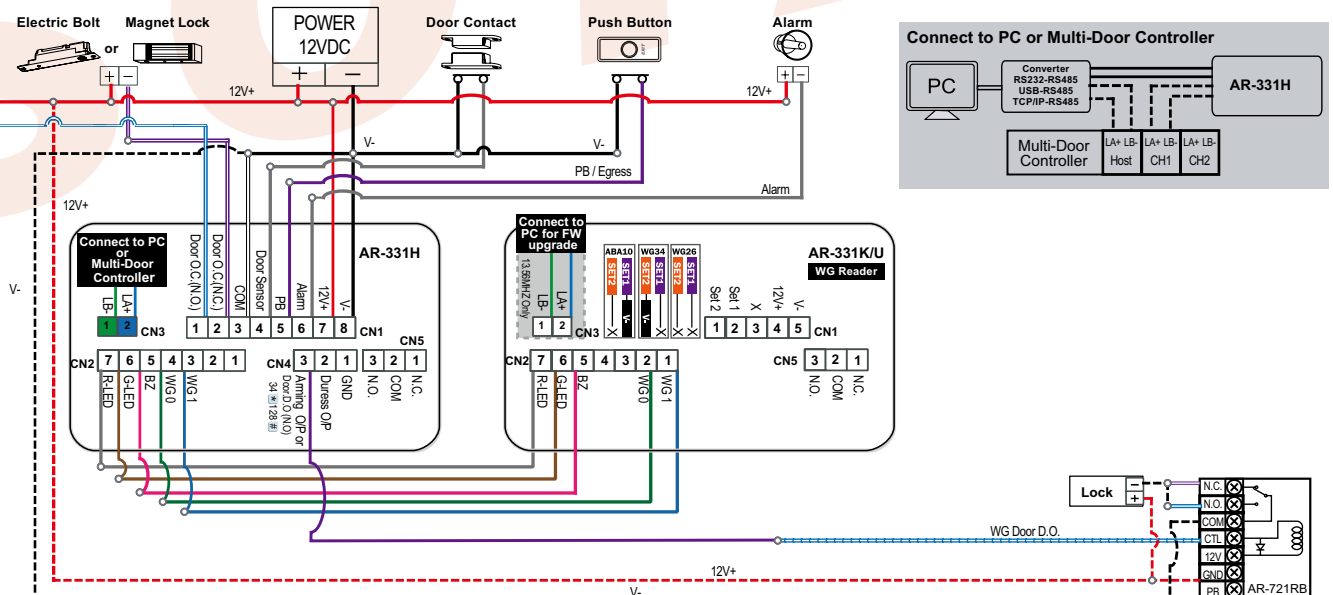 Electric Bolt
or
Magnet Lock
+ −
POWER
12VDC
+ −
Door Contact
Push Button
EXIT
Alarm
+ −
12V+
12V+
12V+
V-
V-
PB / Egress
Alarm
12V+
V-
Connect to PC or Multi-Door Controller
PC
Converter
RS232-RS485
USB-RS485
TCP/IP-RS485
AR-331H
Multi-Door
Controller
LA+ LB-
Host
LA+ LB-
CH1
LA+ LB-
CH2
Connect to PC
or
Multi-Door
Controller
LB-
LA+
1 2 CN3
AR-331H
Door O.C.(N.O.)
Door O.C.(N.C.)
COM
Door Sensor
PB
Alarm
12V+
V-
1 2 3 4 5 6 7 8 CN1
CN2 7 6 5 4 3 2 1
R-LED
G-LED
BZ
WG 0
WG 1
CN4 3 2 1
Arming O/P or
Door D.O (N.O)
34 * 128 #
Duress O/P
GND
CN5
3 2 1
N.O.
COM
N.C.
Connect to
PC for FW
upgrade
13.56MHZ Only
LB-
LA+
1 2 CN3
ABA10
SET2
SET1
X
V-
WG34
SET2
SET1
V-
X
WG26
SET2
SET1
X
X
AR-331K/U
WG Reader
Set 2
Set 1
X
12V+
V-
1 2 3 4 5 CN1
CN2 7 6 5 4 3 2 1
R-LED
G-LED
BZ
WG 0
WG 1
CN5 3 2 1
N.O.
COM
N.C.
Lock
−
+
WG Door D.O.
12V+
V-
N.C.
N.O.
COM
CTL
12V
GND
PB
AR-721RB